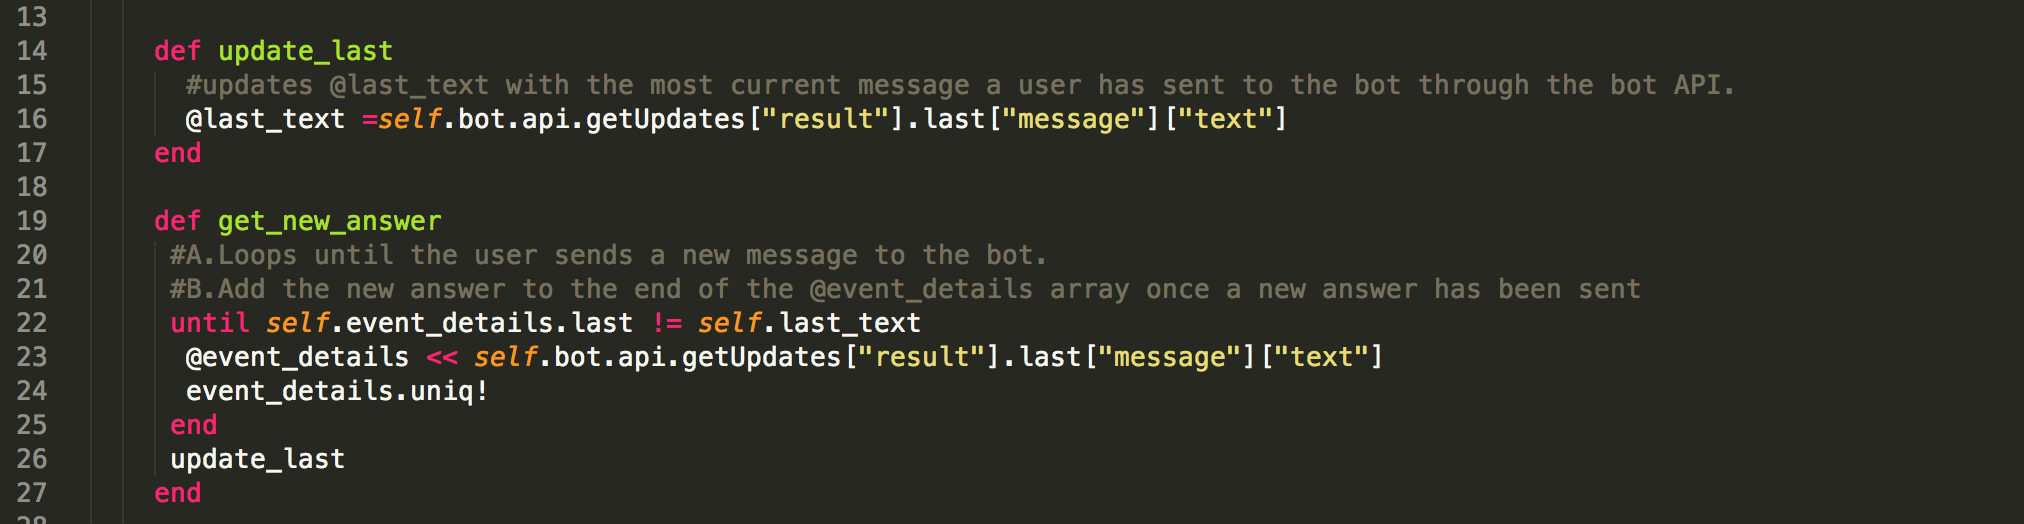 13
14 def update_last
15 #updates @last_text with the most current message a user has sent to the bot through the bot API.
16 @last_text =self.bot.api.getUpdates["result"].last["message"]["text"]
17 end
18
19 def get_new_answer
20 #A.Loops until the user sends a new message to the bot.
21 #B.Add the new answer to the end of the @event_details array once a new answer has been sent
22 until self.event_details.last != self.last_text
23 @event_details << self.bot.api.getUpdates["result"].last["message"]["text"]
24 event_details.uniq!
25 end
26 update_last
27 end
28